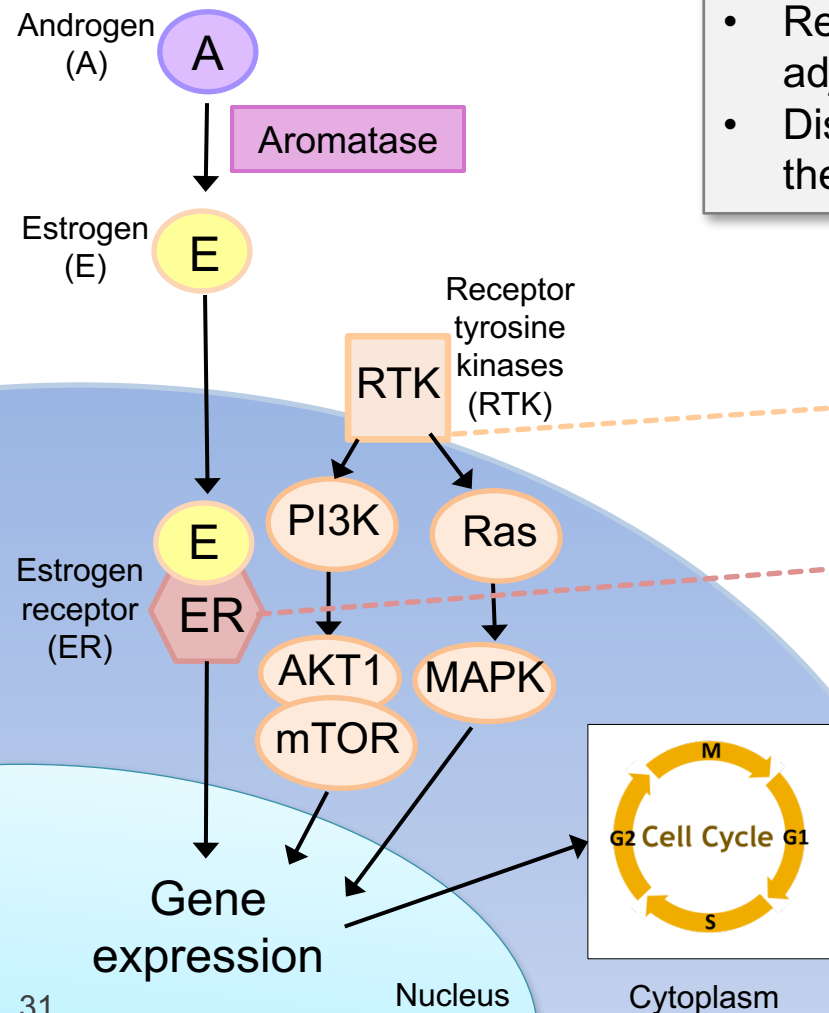 Androgen
(A)
A
Aromatase
Estrogen
(E)
E
Receptor
tyrosine
kinases
(RTK)
RTK
PI3K
Ras
E
Estrogen
receptor
(ER)
ER
AKT1
MAPK
mTOR
M
G2 Cell Cycle G1
S
Gene
expression
Nucleus
Cytoplasm
31